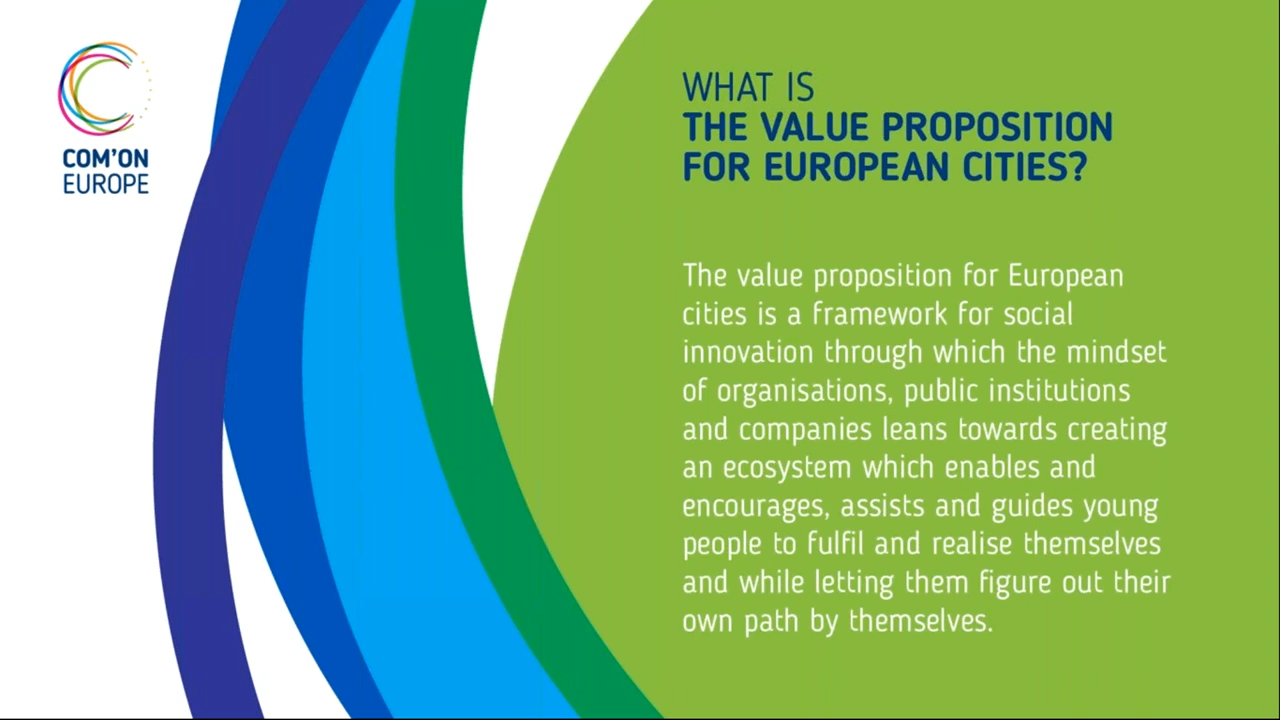 COM'ON
EUROPE
WHAT IS
THE VALUE PROPOSITION
FOR EUROPEAN CITIES?
The value proposition for European
cities is a framework for social
innovation through which the mindset
of organisations, public institutions
and companies leans towards creating
an ecosystem which enables and
encourages, assists and guides young
people to fulfil and realise themselves
and while letting them figure out their
own path by themselves.